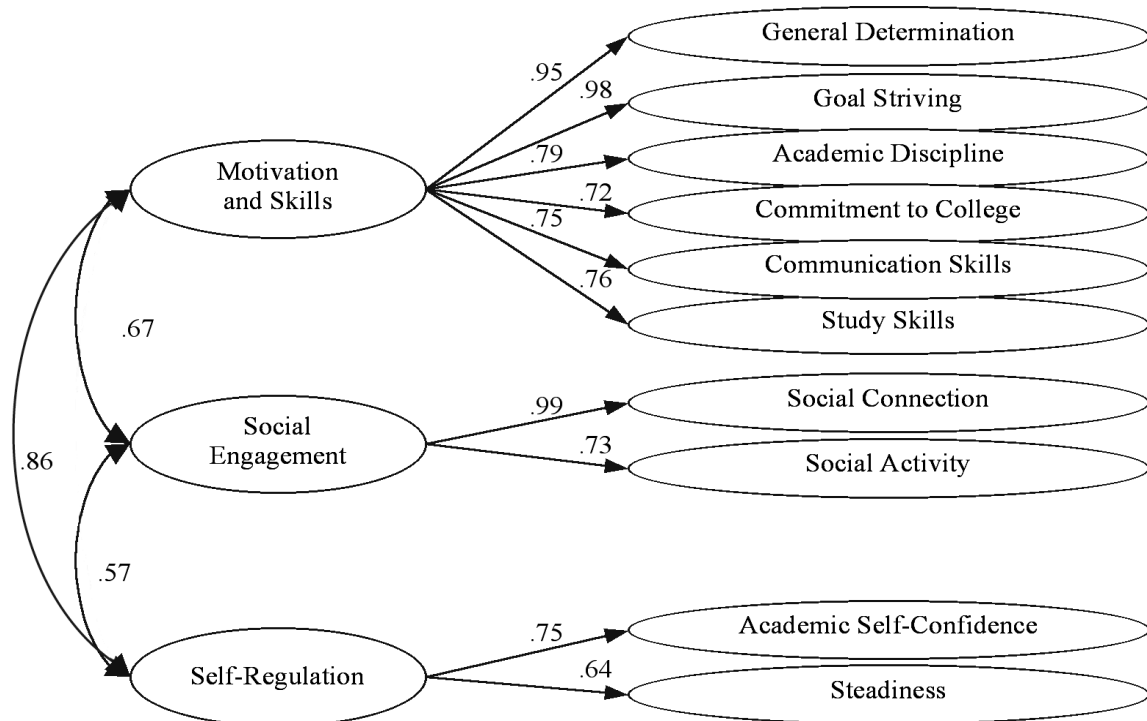 General Determination
.95
.98
Goal Striving
.79
Academic Discipline
Motivation
and Skills
.72
Commitment to College
.75
Communication Skills
.76
Study Skills
.67
.99
Social Connection
Social
Engagement
.73
Social Activity
.86
.57
.75
Academic Self-Confidence
Self-Regulation
.64
Steadiness